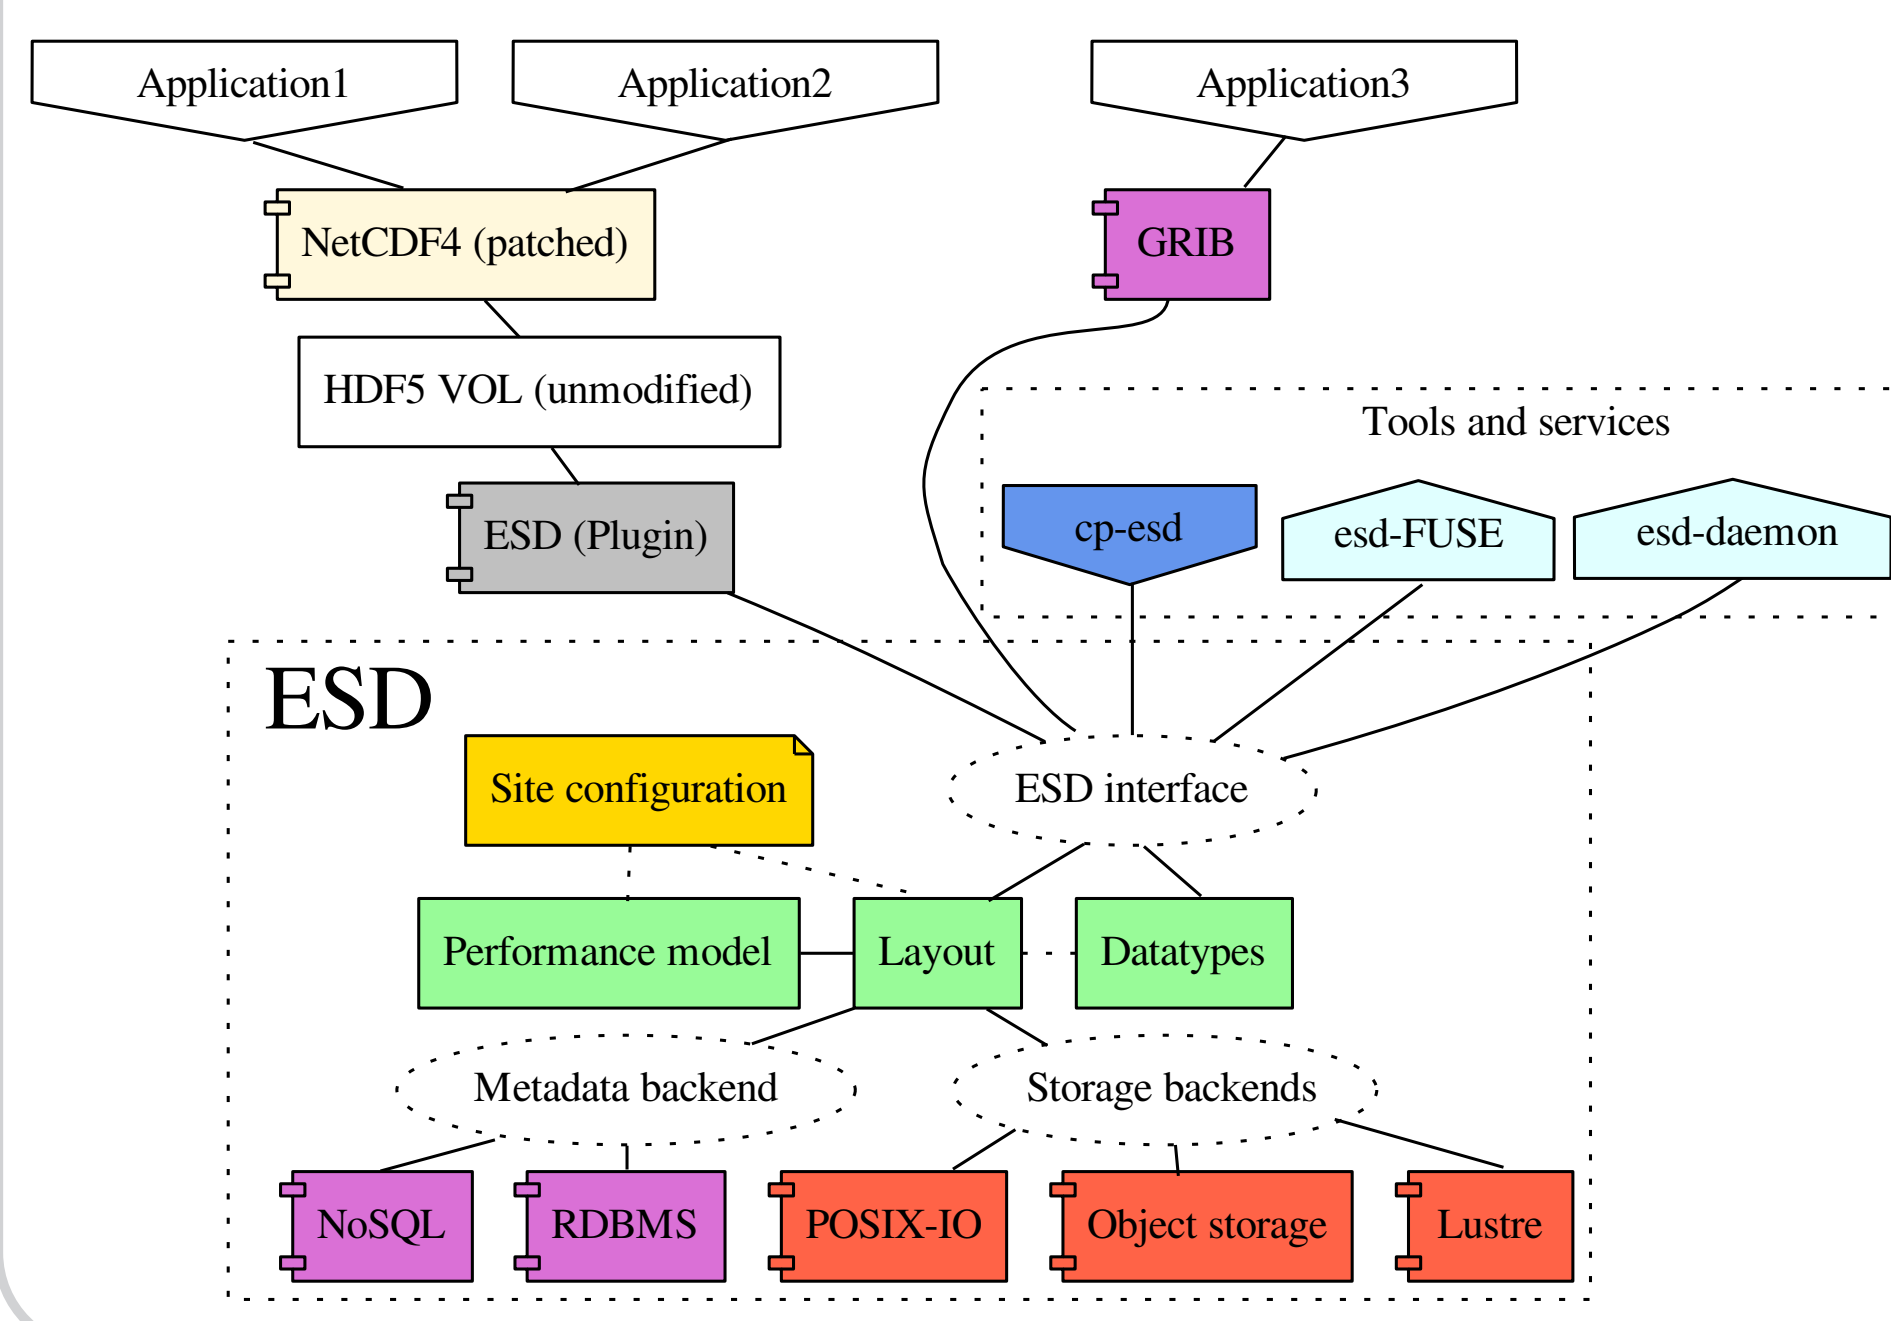 Application1
Application2
Application3
NetCDF4 (patched)
GRIB
HDF5 VOL (unmodified)
Tools and services
ESD (Plugin)
cp-esd
esd-FUSE
esd-daemon
ESD
Site configuration
ESD interface
Performance model
Layout
Datatypes
Metadata backend
Storage backends
NoSQL
RDBMS
POSIX-IO
Object storage
Lustre